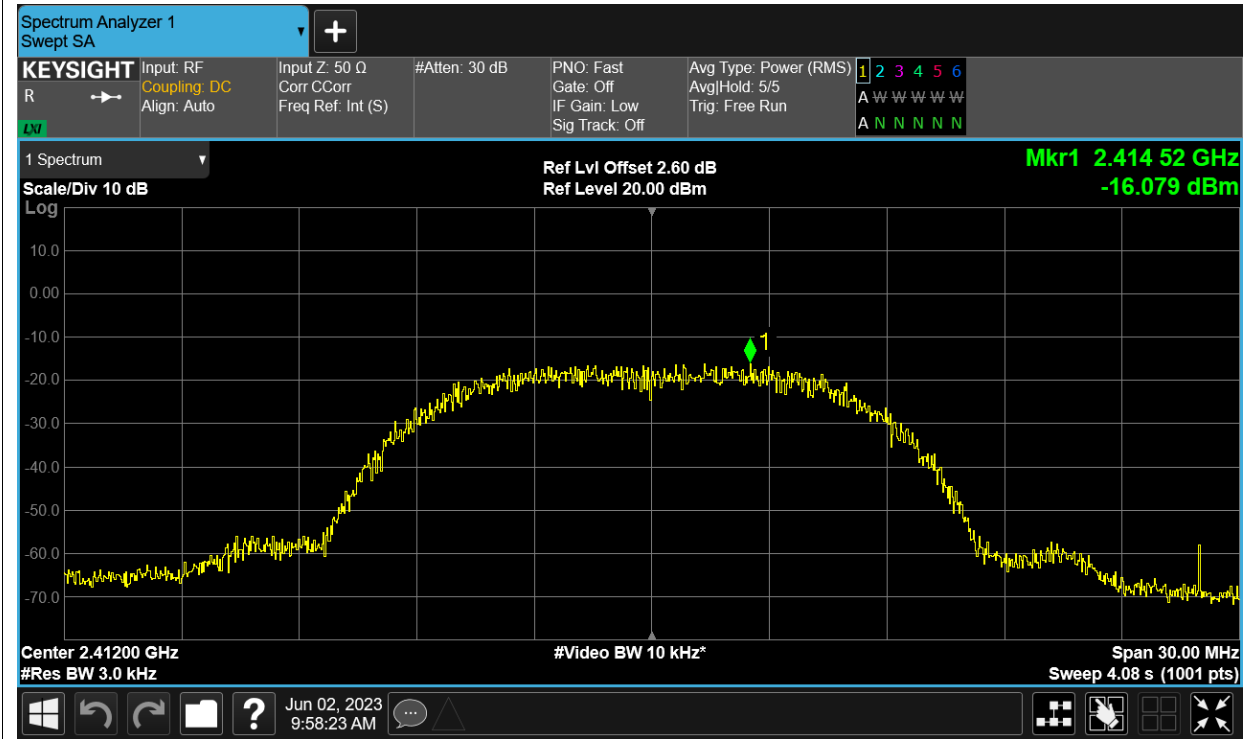 Spectrum Analyzer 1
Swept SA
+
KEYSIGHT
R
LXI
Input: RF
Coupling: DC
Align: Auto
Input Z: 50 Ω
Corr CCorr
Freq Ref: Int (S)
#Atten: 30 dB
PNO: Fast
Gate: Off
IF Gain: Low
Sig Track: Off
Avg Type: Power (RMS)
Avg|Hold: 5/5
Trig: Free Run
1 2 3 4 5 6
A W W W W W
A N N N N N
1 Spectrum
Scale/Div 10 dB
Log
Ref Lvl Offset 2.60 dB
Ref Level 20.00 dBm
Mkr1 2.414 52 GHz
-16.079 dBm
10.0
0.00
-10.0
1
-20.0
-30.0
-40.0
-50.0
-60.0
-70.0
Center 2.41200 GHz
#Res BW 3.0 kHz
#Video BW 10 kHz*
Span 30.00 MHz
Sweep 4.08 s (1001 pts)
?
Jun 02, 2023
9:58:23 AM